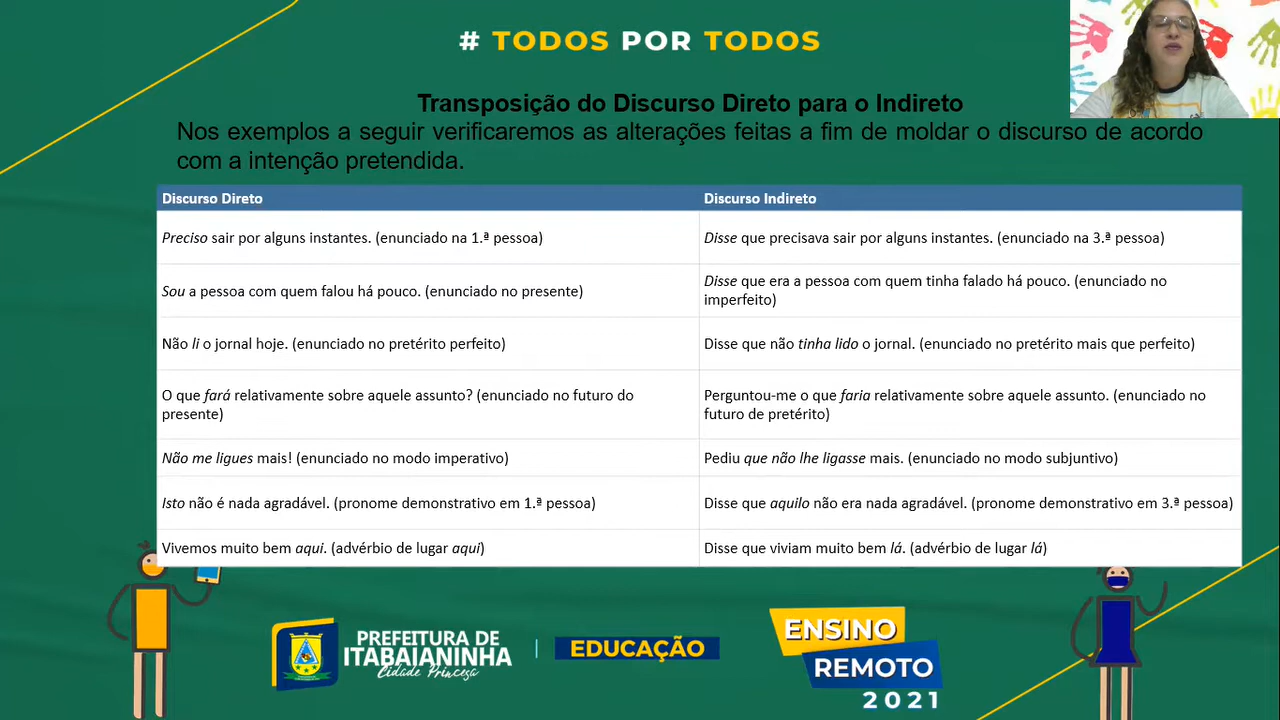 # TODOS POR TODOS
Transposição do Discurso Direto para o Indireto
Nos exemplos a seguir verificaremos as alterações feitas a fim de moldar o discurso de acordo
com a intenção pretendida.
Discurso Direto
Discurso Indireto
Preciso sair por alguns instantes. (enunciado na 1.ª pessoa)
Disse que precisava sair por alguns instantes. (enunciado na 3.ª pessoa)
Sou a pessoa com quem falou há pouco. (enunciado no presente)
Disse que era a pessoa com quem tinha falado há pouco. (enunciado no
imperfeito)
Não li o jornal hoje. (enunciado no pretérito perfeito)
Disse que não tinha lido o jornal. (enunciado no pretérito mais que perfeito)
O que fará relativamente sobre aquele assunto? (enunciado no futuro do
presente)
Perguntou-me o que faria relativamente sobre aquele assunto. (enunciado no
futuro de pretérito)
Não me ligues mais! (enunciado no modo imperativo)
Pediu que não lhe ligasse mais. (enunciado no modo subjuntivo)
Isto não é nada agradável. (pronome demonstrativo em 1.ª pessoa)
Disse que aquilo não era nada agradável. (pronome demonstrativo em 3.ª pessoa)
Vivemos muito bem aqui. (advérbio de lugar aqui)
Disse que viviam muito bem lá. (advérbio de lugar lá)
PREFEITURA DE
ITABAIANINHA
Cidade Princesa
EDUCAÇÃO
ENSINO
REMOTO
2021